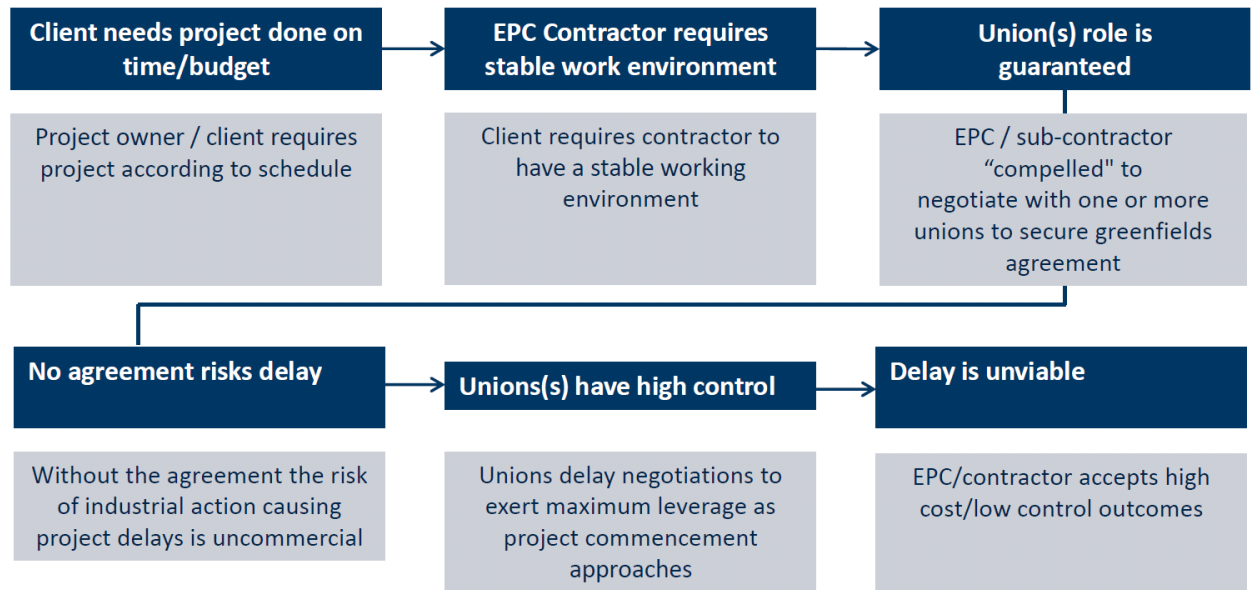 Client needs project done on
time/budget
Project owner / client requires
project according to schedule
EPC Contractor requires
stable work environment
Client requires contractor to
have a stable working
environment
Union(s) role is
guaranteed
EPC / sub-contractor
“compelled" to
negotiate with one or more
unions to secure greenfields
agreement
No agreement risks delay
Without the agreement the risk
of industrial action causing
project delays is uncommercial
Unions(s) have high control
Unions delay negotiations to
exert maximum leverage as
project commencement
approaches
Delay is unviable
EPC/contractor accepts high
cost/low control outcomes